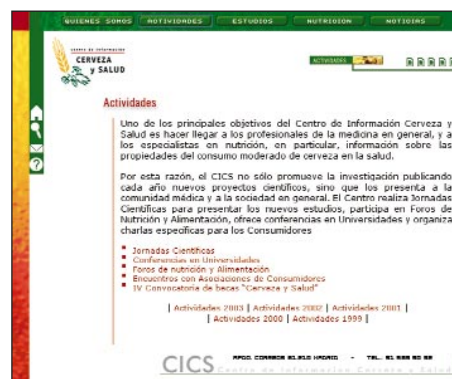 QUIENES SOMOS ACTIVIDADES ESTUDIOS NUTRICION NOTICIAS
CERVEZA
y SALUD
ACTIVIDADES
Actividades
Uno de los principales objetivos del Centro de Información Cerveza y
Salud es hacer llegar a los profesionales de la medicina en general, y a
los especialistas en nutrición, en particular, información sobre las
propiedades del consumo moderado de cerveza en la salud.
Por esta razón, el CICS no sólo promueve la investigación publicando
cada año nuevos proyectos científicos, sino que los presenta a la
comunidad médica y a la sociedad en general. El Centro realiza Jornadas
Científicas para presentar los nuevos estudios, participa en Foros de
Nutrición y Alimentación, ofrece conferencias en Universidades y organiza
charlas específicas para los Consumidores
Jornadas Científicas
Conferencias en Universidades
Foros de nutrición y Alimentación
Encuentros con Asociaciones de Consumidores
IV Convocatoria de becas "Cerveza y Salud"
| Actividades 2003 | Actividades 2002 | Actividades 2001 |
| Actividades 2000 | Actividades 1999 |
CICS
Centro de Información Cerveza y Salud